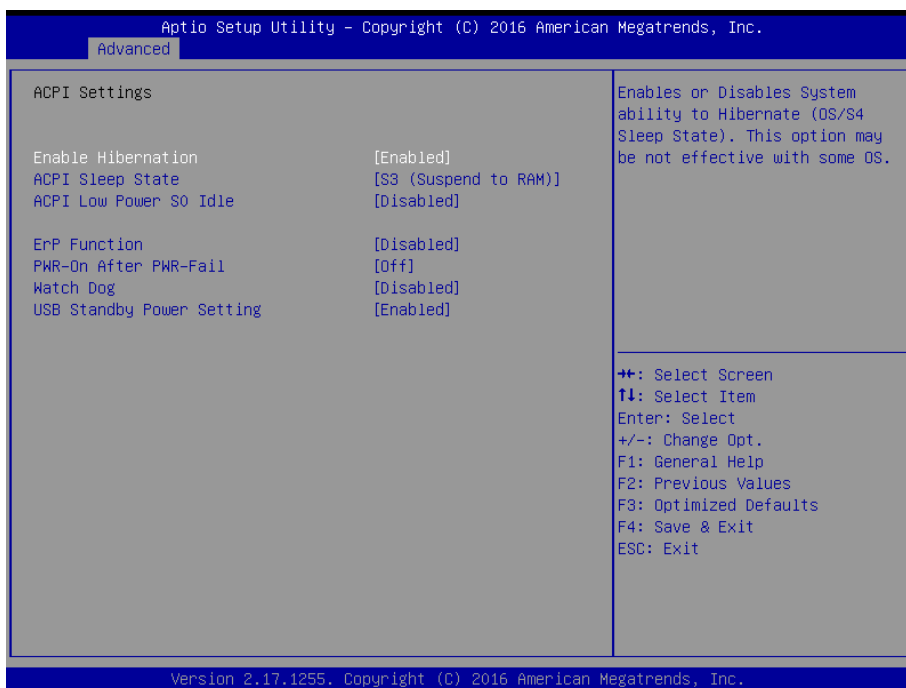 Aptio Setup Utility – Copyright (C) 2016 American Megatrends, Inc.
Advanced
ACPI Settings
Enable Hibernation [Enabled]
ACPI Sleep State [S3 (Suspend to RAM)]
ACPI Low Power S0 Idle [Disabled]
ErP Function [Disabled]
PWR-On After PWR-Fail [Off]
Watch Dog [Disabled]
USB Standby Power Setting [Enabled]
Enables or Disables System
ability to Hibernate (OS/S4
Sleep State). This option may
be not effective with some OS.
→←: Select Screen
↑↓: Select Item
Enter: Select
+/-: Change Opt.
F1: General Help
F2: Previous Values
F3: Optimized Defaults
F4: Save & Exit
ESC: Exit
Version 2.17.1255. Copyright (C) 2016 American Megatrends, Inc.